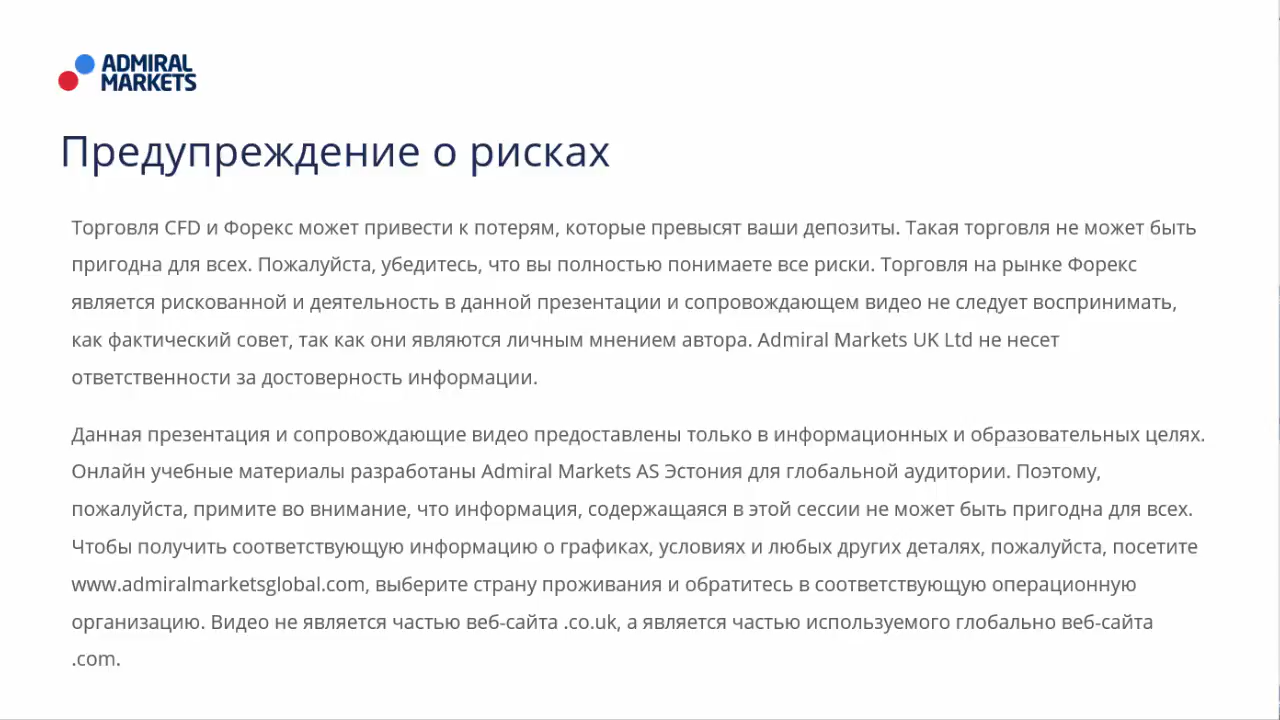 ADMIRAL
MARKETS
Предупреждение о рисках
Торговля CFD и Форекс может привести к потерям, которые превысят ваши депозиты. Такая торговля не может быть
пригодна для всех. Пожалуйста, убедитесь, что вы полностью понимаете все риски. Торговля на рынке Форекс
является рискованной и деятельность в данной презентации и сопровождающем видео не следует воспринимать,
как фактический совет, так как они являются личным мнением автора. Admiral Markets UK Ltd не несет
ответственности за достоверность информации.
Данная презентация и сопровождающие видео предоставлены только в информационных и образовательных целях.
Онлайн учебные материалы разработаны Admiral Markets AS Эстония для глобальной аудитории. Поэтому,
пожалуйста, примите во внимание, что информация, содержащаяся в этой сессии не может быть пригодна для всех.
Чтобы получить соответствующую информацию о графиках, условиях и любых других деталях, пожалуйста, посетите
www.admiralmarketsglobal.com, выберите страну проживания и обратитесь в соответствующую операционную
организацию. Видео не является частью веб-сайта .co.uk, а является частью используемого глобально веб-сайта
.com.